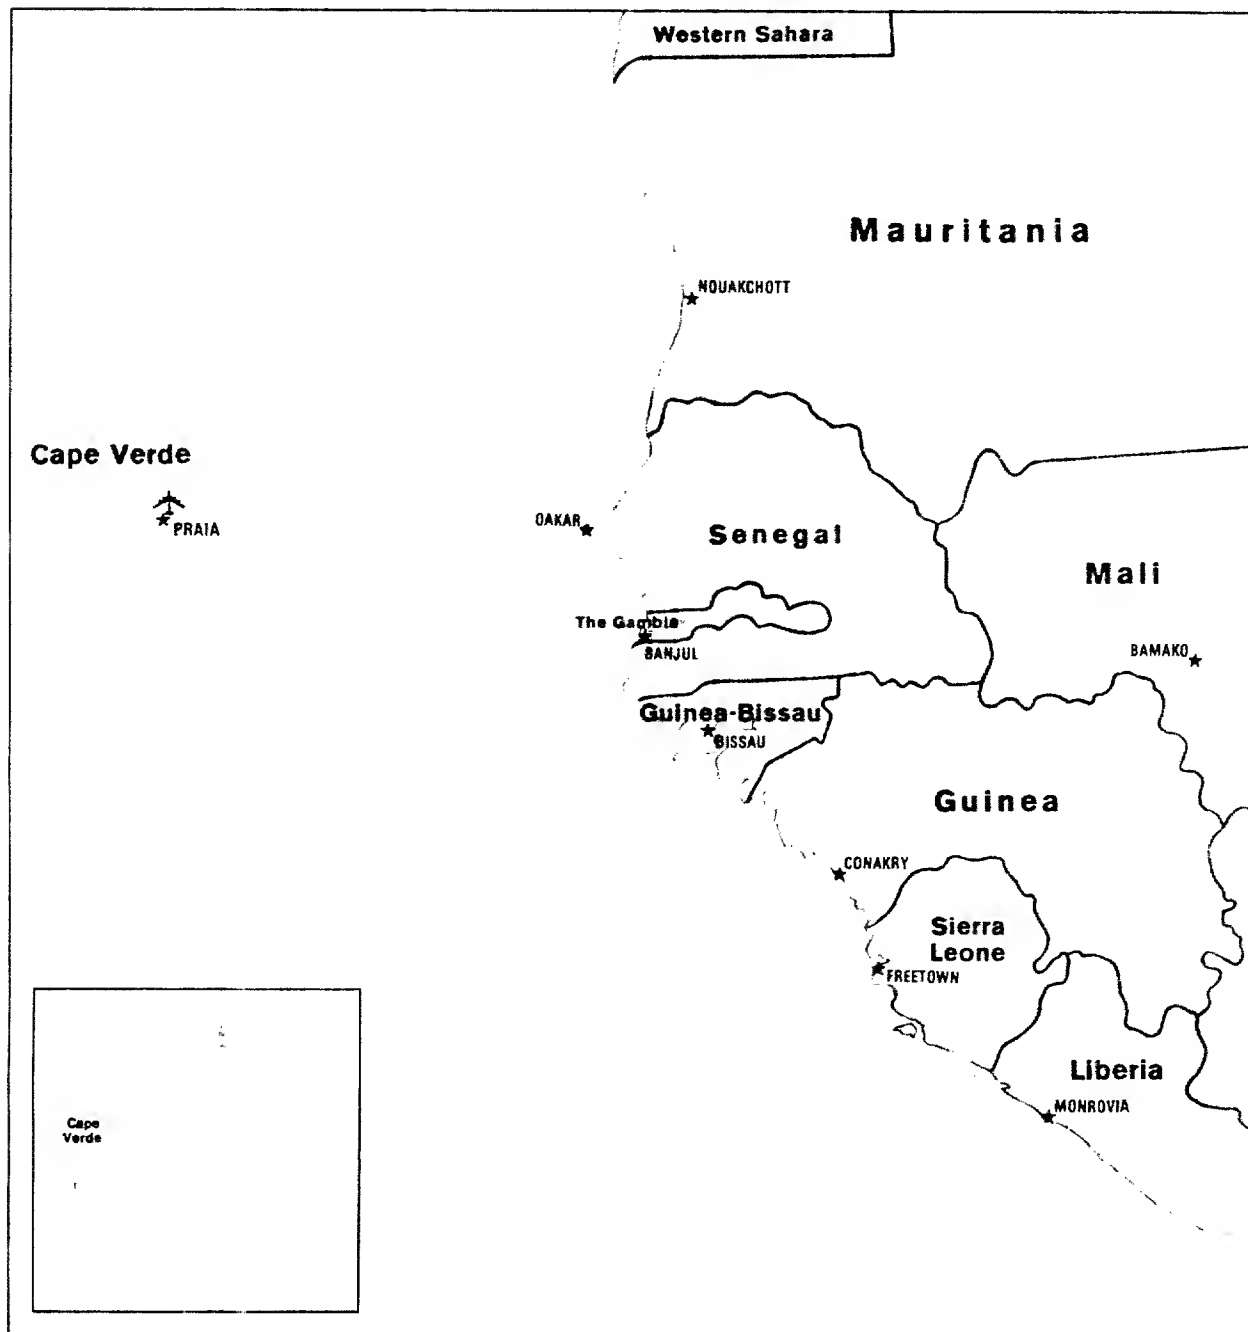 Western Sahara
Mauritania
NOUAKCHOTT
Cape Verde
PRAIA
OAKAR
Senegal
Mali
The Gambia
BANJUL
BAMAKO
Guinea-Bissau
BISSAU
Guinea
CONAKRY
Sierra
Leone
FREETOWN
Liberia
MONROVIA
Cape
Verde